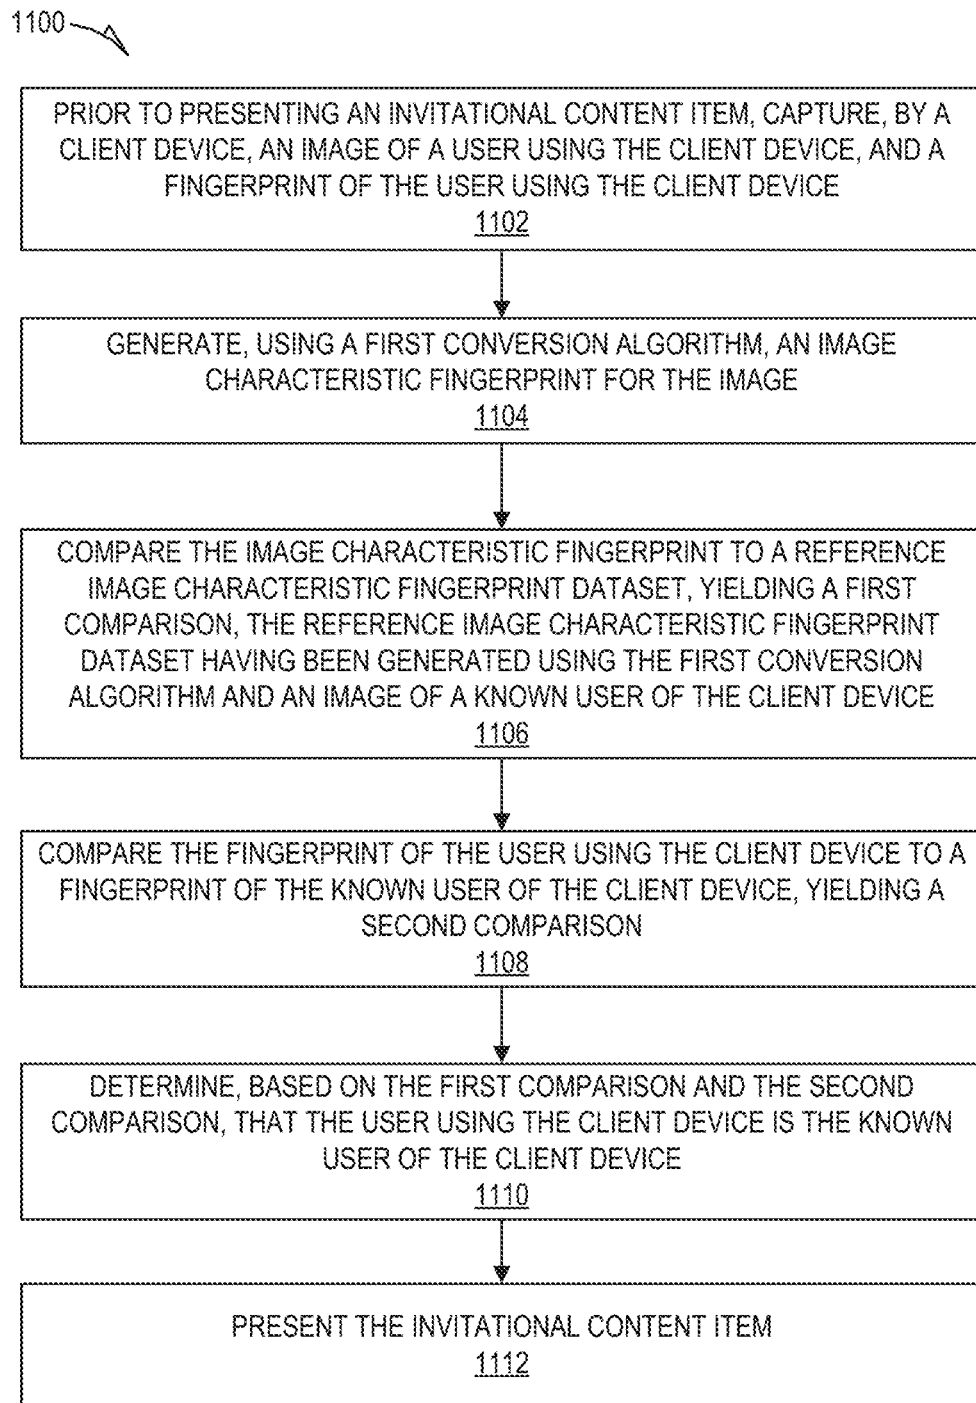 1100
PRIOR TO PRESENTING AN INVITATIONAL CONTENT ITEM, CAPTURE, BY A
CLIENT DEVICE, AN IMAGE OF A USER USING THE CLIENT DEVICE, AND A
FINGERPRINT OF THE USER USING THE CLIENT DEVICE
1102
GENERATE, USING A FIRST CONVERSION ALGORITHM, AN IMAGE
CHARACTERISTIC FINGERPRINT FOR THE IMAGE
1104
COMPARE THE IMAGE CHARACTERISTIC FINGERPRINT TO A REFERENCE
IMAGE CHARACTERISTIC FINGERPRINT DATASET, YIELDING A FIRST
COMPARISON, THE REFERENCE IMAGE CHARACTERISTIC FINGERPRINT
DATASET HAVING BEEN GENERATED USING THE FIRST CONVERSION
ALGORITHM AND AN IMAGE OF A KNOWN USER OF THE CLIENT DEVICE
1106
COMPARE THE FINGERPRINT OF THE USER USING THE CLIENT DEVICE TO A
FINGERPRINT OF THE KNOWN USER OF THE CLIENT DEVICE, YIELDING A
SECOND COMPARISON
1108
DETERMINE, BASED ON THE FIRST COMPARISON AND THE SECOND
COMPARISON, THAT THE USER USING THE CLIENT DEVICE IS THE KNOWN
USER OF THE CLIENT DEVICE
1110
PRESENT THE INVITATIONAL CONTENT ITEM
1112